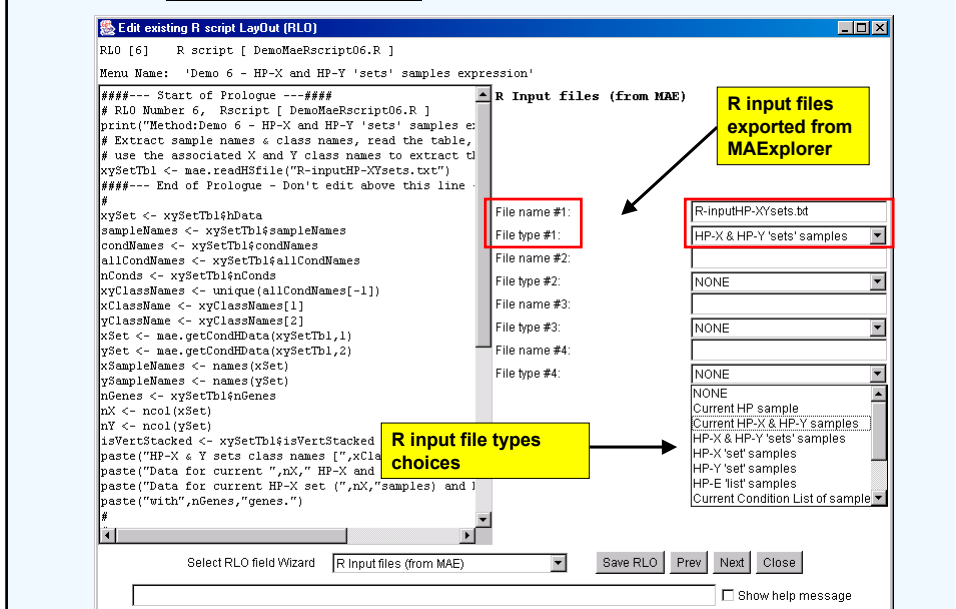 Edit existing R script LayOut (RLO)
RLO [6] R script [ DemoMaeRscript06.R ]
Menu Name: 'Demo 6 - HP-X and HP-Y 'sets' samples expression'
####--- Start of Prologue ---####
# RLO Number 6, Rscript [ DemoMaeRscript06.R ]
print("Method:Demo 6 - HP-X and HP-Y 'sets' samples e
# Extract sample names & class names, read the table,
# use the associated X and Y class names to extract t
xySetTbl <- mae.readHSfile("R-inputHP-XYsets.txt")
####--- End of Prologue - Don't edit above this line -
#
xySet <- xySetTbl$hData
sampleNames <- xySetTbl$sampleNames
condNames <- xySetTbl$condNames
allCondNames <- xySetTbl$allCondNames
nConds <- xySetTbl$nConds
xyClassNames <- unique(allCondNames[-1])
xClassName <- xyClassNames[1]
yClassName <- xyClassNames[2]
xSet <- mae.getCondHData(xySetTbl,1)
ySet <- mae.getCondHData(xySetTbl,2)
xSampleNames <- names(xSet)
ySampleNames <- names(ySet)
nGenes <- xySetTbl$nGenes
nX <- ncol(xSet)
nY <- ncol(ySet)
isVertStacked <- xySetTbl$isVertStacked
paste("HP-X & Y sets class names [",xCla
paste("Data for current ",nX," HP-X and
paste("Data for current HP-X set (",nX,"samples) and
paste("with",nGenes,"genes.")
#
R Input files (from MAE)
R input files
exported from
MAExplorer
File name #1: R-inputHP-XYsets.txt
File type #1: HP-X & HP-Y 'sets' samples
File name #2:
File type #2: NONE
File name #3:
File type #3: NONE
File name #4:
File type #4: NONE
NONE
Current HP sample
Current HP-X & HP-Y samples
HP-X & HP-Y 'sets' samples
HP-X 'set' samples
HP-Y 'set' samples
HP-E 'list' samples
Current Condition List of sample
R input file types
choices
Select RLO field Wizard R Input files (from MAE) Save RLO Prev Next Close
Show help message